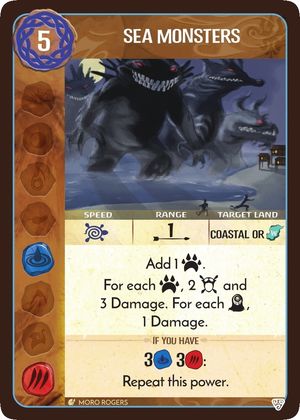 5 SEA MONSTERS
SPEED RANGE TARGET LAND
1 COASTAL OR
Add 1 .
For each , 2 and
3 Damage. For each ,
1 Damage.
IF YOU HAVE
3 3 :
Repeat this power.
MORO ROGERS